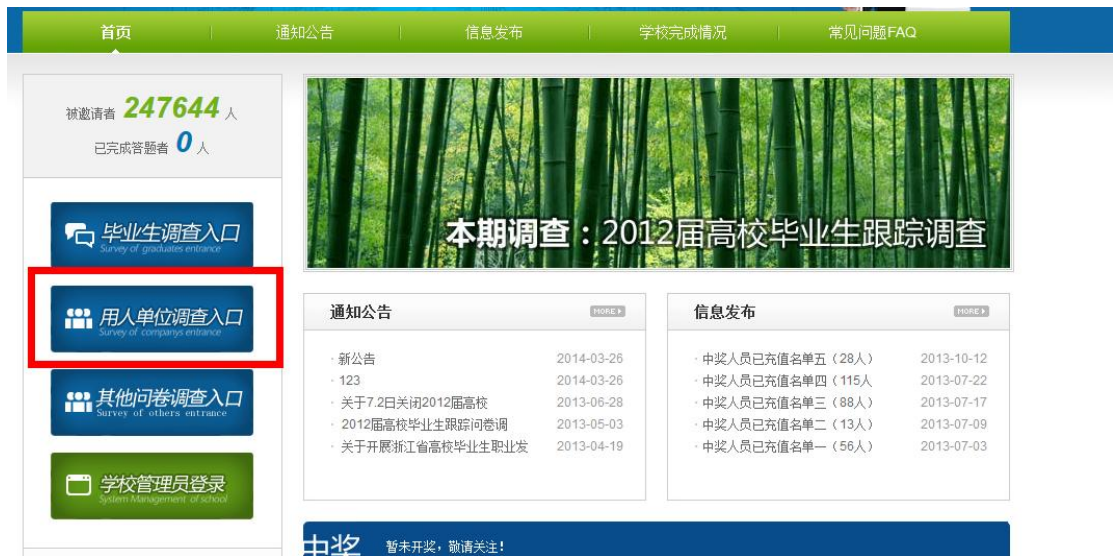 首页 通知公告 信息发布 学校完成情况 常见问题FAQ
被邀请者 247644 人
已完成答题者 0 人
毕业生调查入口
Survey of graduates entrance
用人单位调查入口
Survey of companys entrance
其他问卷调查入口
Survey of others entrance
学校管理员登录
System Management of school
本期调查：2012届高校毕业生跟踪调查
通知公告 MORE
· 新公告 2014-03-26
· 123 2014-03-26
· 关于7.2日关闭2012届高校 2013-06-28
· 2012届高校毕业生跟踪问卷调 2013-05-03
· 关于开展浙江省高校毕业生职业发 2013-04-19
信息发布 MORE
· 中奖人员已充值名单五（28人） 2013-10-12
· 中奖人员已充值名单四（115人 2013-07-22
· 中奖人员已充值名单三（88人） 2013-07-17
· 中奖人员已充值名单二（13人） 2013-07-09
· 中奖人员已充值名单一（56人） 2013-07-03
中奖 暂未开奖，敬请关注！